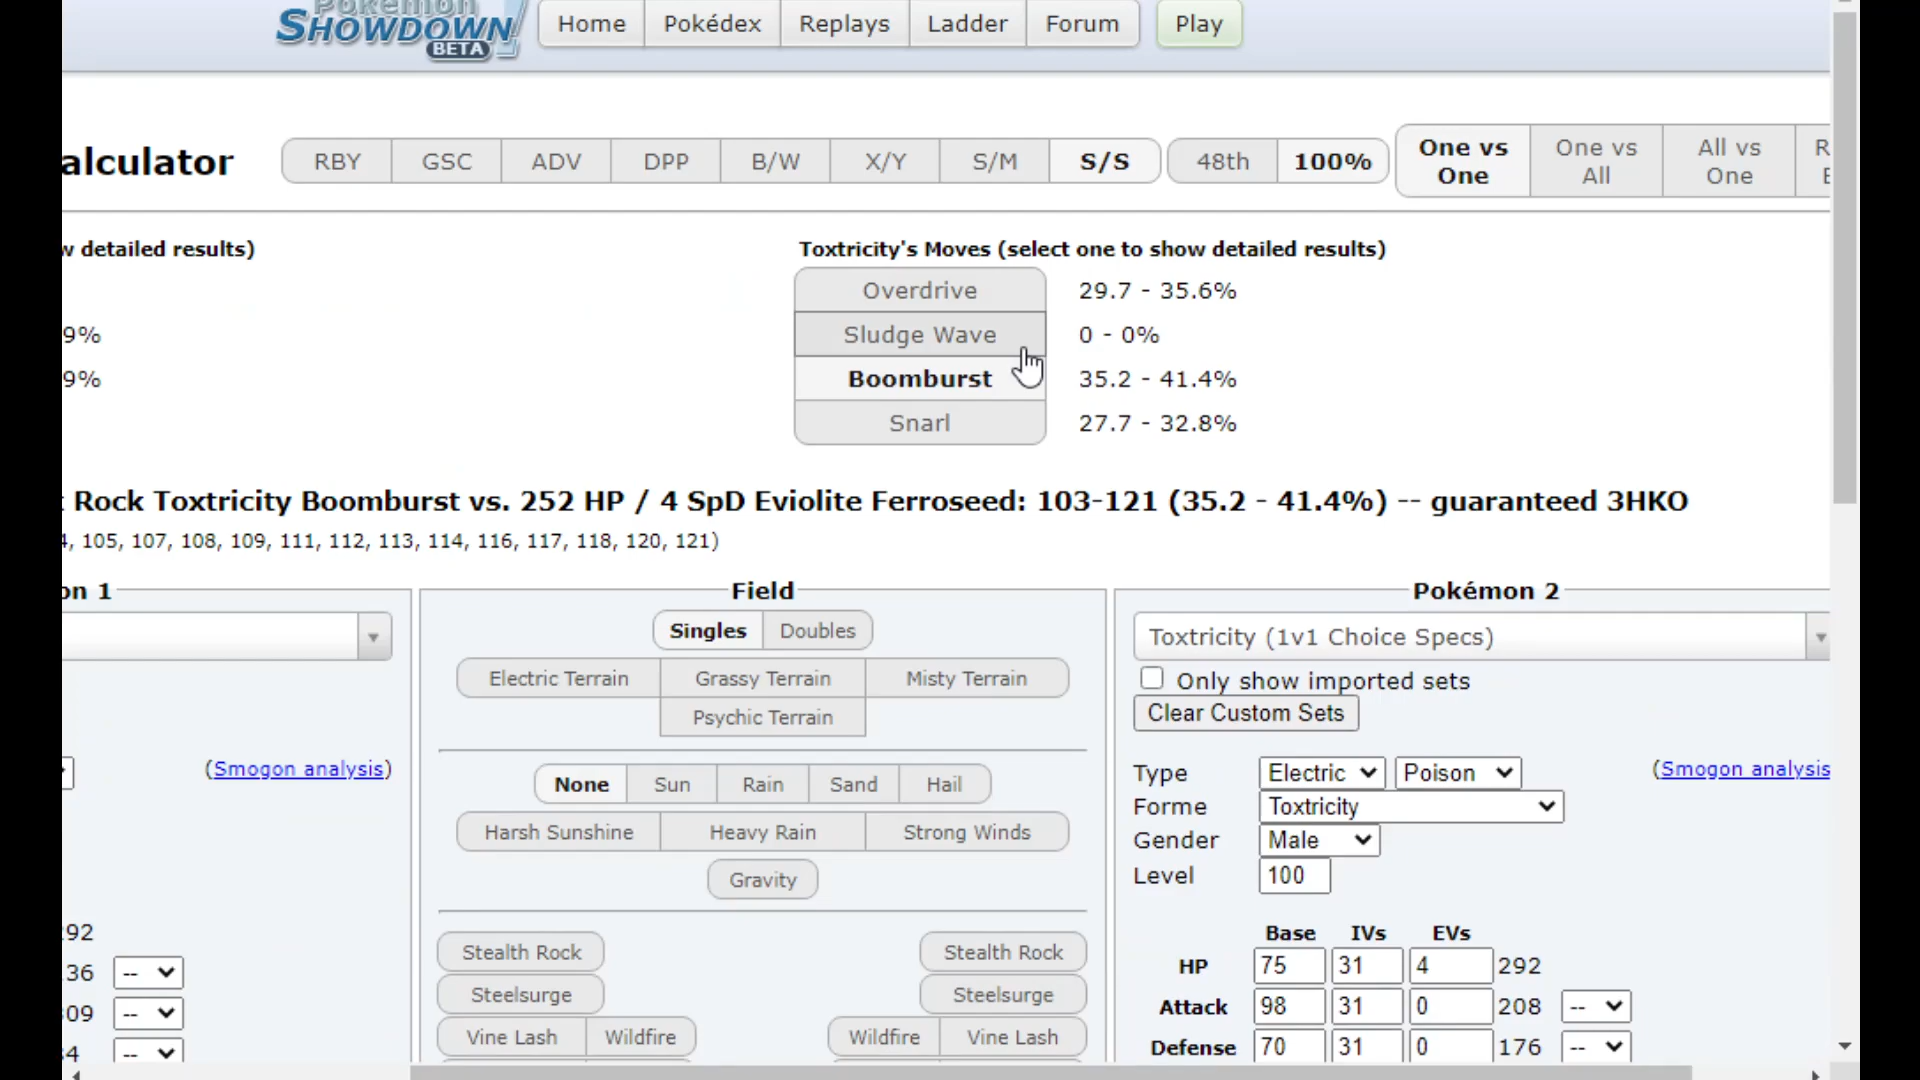 Pokémon
SHOWDOWN
BETA
Home Pokédex Replays Ladder Forum Play
alculator RBY GSC ADV DPP B/W X/Y S/M S/S 48th 100% One vs One One vs All All vs One
w detailed results) Toxtricity's Moves (select one to show detailed results)
Overdrive 29.7 - 35.6%
9% Sludge Wave 0 - 0%
9% Boomburst 35.2 - 41.4%
Snarl 27.7 - 32.8%
Rock Toxtricity Boomburst vs. 252 HP / 4 SpD Eviolite Ferroseed: 103-121 (35.2 - 41.4%) -- guaranteed 3HKO
4, 105, 107, 108, 109, 111, 112, 113, 114, 116, 117, 118, 120, 121)
on 1 Field Pokémon 2
Singles Doubles Toxtricity (1v1 Choice Specs)
Electric Terrain Grassy Terrain Misty Terrain Only show imported sets
Psychic Terrain Clear Custom Sets
(Smogon analysis) None Sun Rain Sand Hail Type Electric Poison (Smogon analysis
Forme Toxtricity
Harsh Sunshine Heavy Rain Strong Winds Gender Male
Gravity Level 100
92 Base IVs EVs
36 -- Stealth Rock Stealth Rock HP 75 31 4 292
09 -- Steelsurge Steelsurge Attack 98 31 0 208 --
4 -- Vine Lash Wildfire Wildfire Vine Lash Defense 70 31 0 176 --